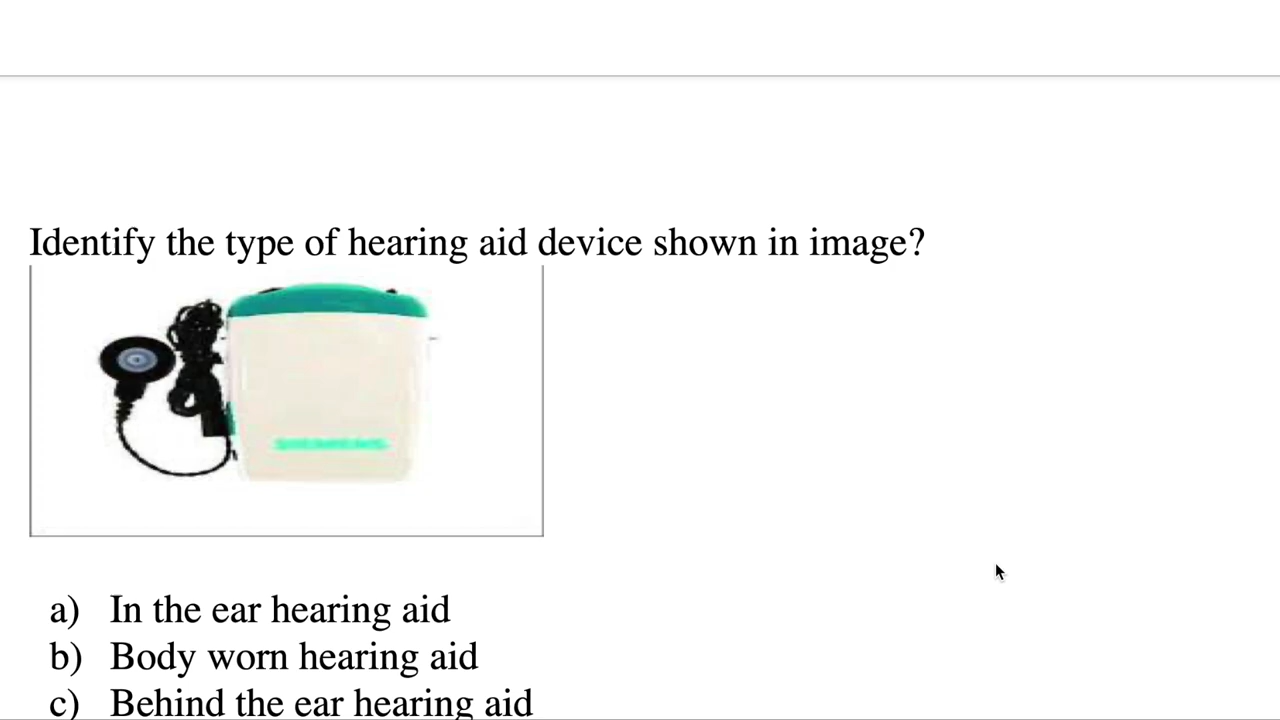 Identify the type of hearing aid device shown in image?
a) In the ear hearing aid
b) Body worn hearing aid
c) Behind the ear hearing aid